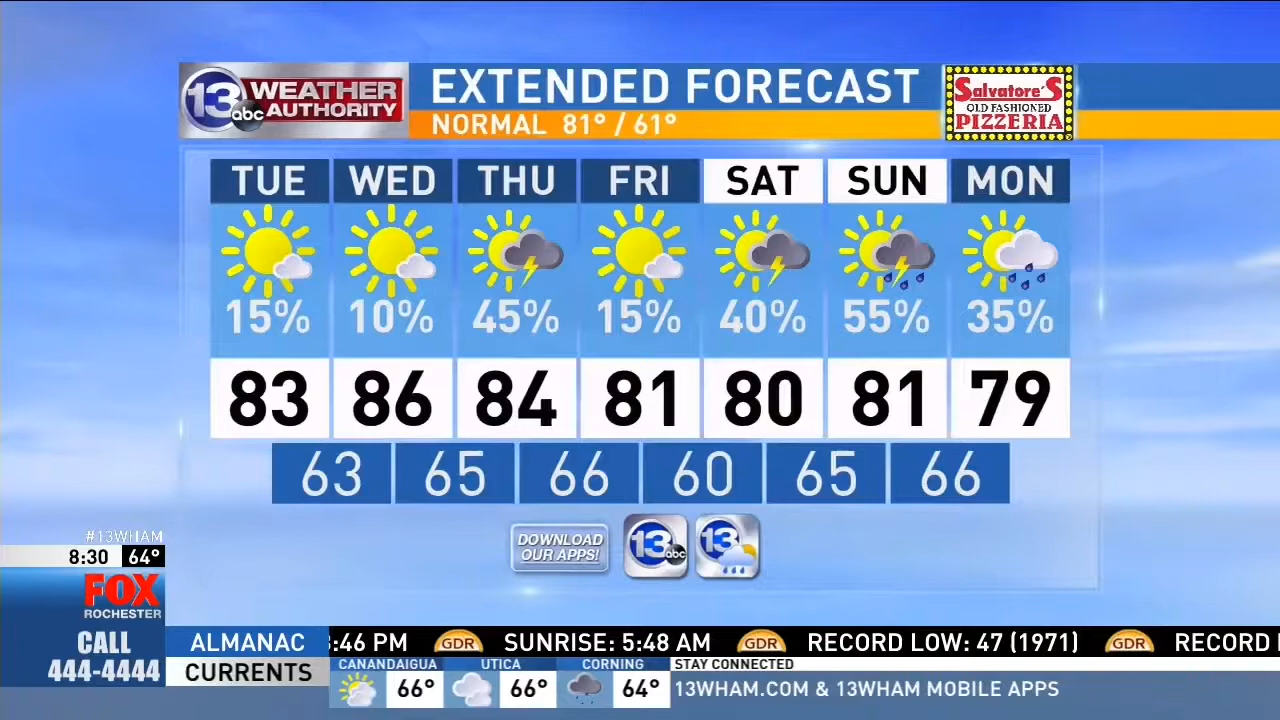 13 abc WEATHER AUTHORITY
EXTENDED FORECAST
NORMAL 81° / 61°
Salvatore'S
OLD FASHIONED
PIZZERIA
TUE WED THU FRI SAT SUN MON
15% 10% 45% 15% 40% 55% 35%
83 86 84 81 80 81 79
63 65 66 60 65 66
DOWNLOAD
OUR APPS!
13 abc
13
#13WHAM
8:30 64°
FOX
ROCHESTER
CALL
444-4444
ALMANAC :46 PM GDR SUNRISE: 5:48 AM GDR RECORD LOW: 47 (1971) GDR RECORD
CURRENTS
CANANDAIGUA UTICA CORNING STAY CONNECTED
66° 66° 64° 13WHAM.COM & 13WHAM MOBILE APPS